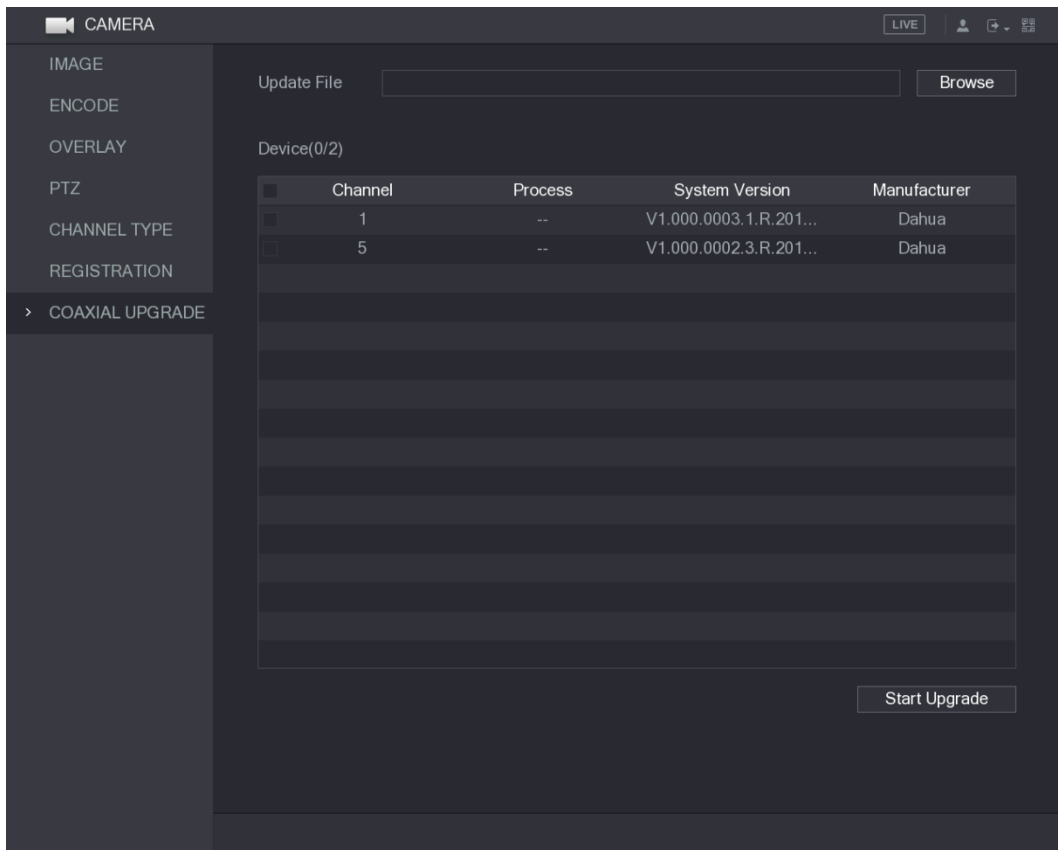 CAMERA
LIVE
IMAGE
ENCODE
OVERLAY
PTZ
CHANNEL TYPE
REGISTRATION
> COAXIAL UPGRADE
Update File
Browse
Device(0/2)
Channel Process System Version Manufacturer
1 -- V1.000.0003.1.R.201... Dahua
5 -- V1.000.0002.3.R.201... Dahua
Start Upgrade